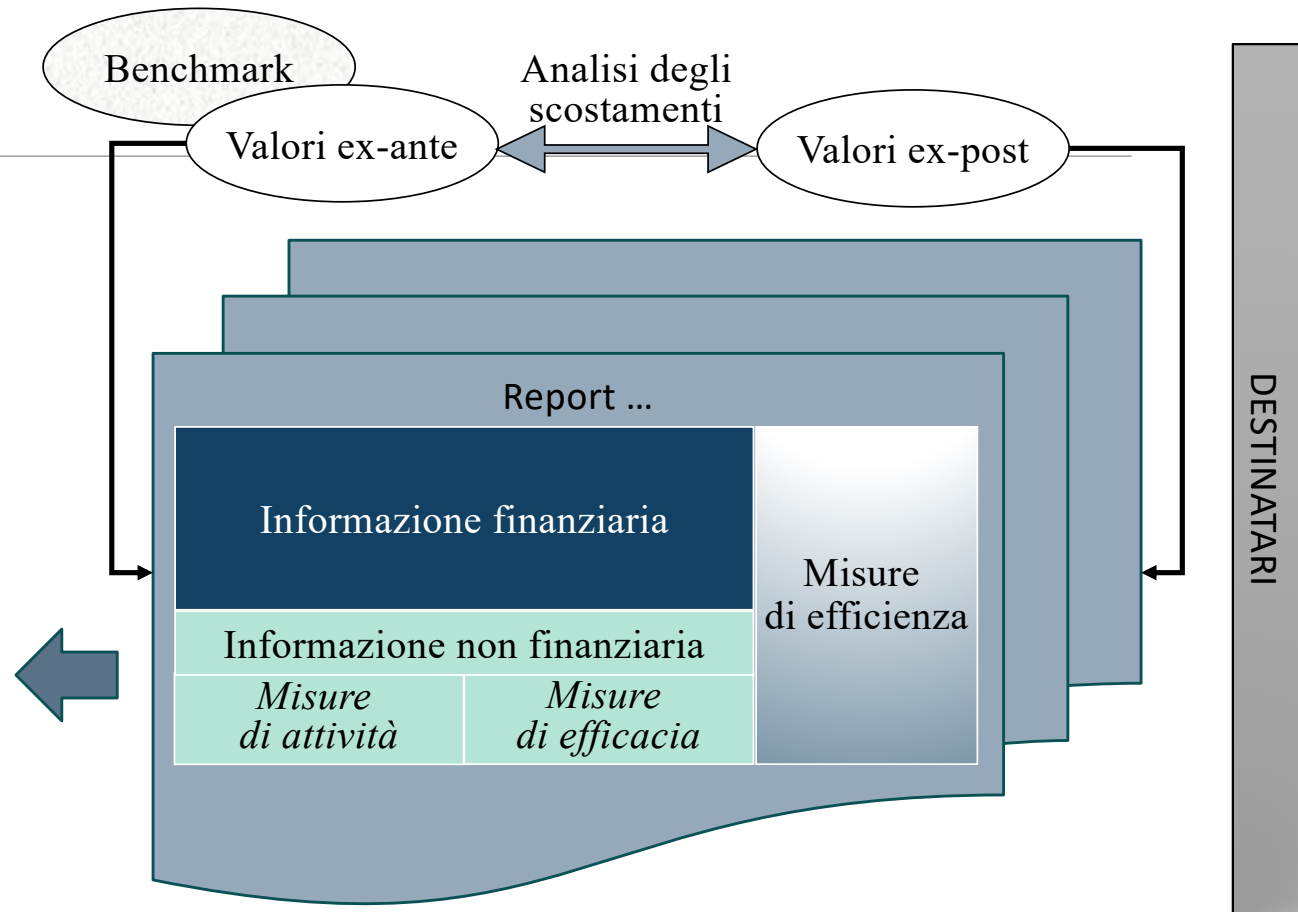 Benchmark
Analisi degli
scostamenti
Valori ex-ante
Valori ex-post
Report ...
Informazione finanziaria
Misure
di efficienza
Informazione non finanziaria
Misure
di attività
Misure
di efficacia
DESTINATARI